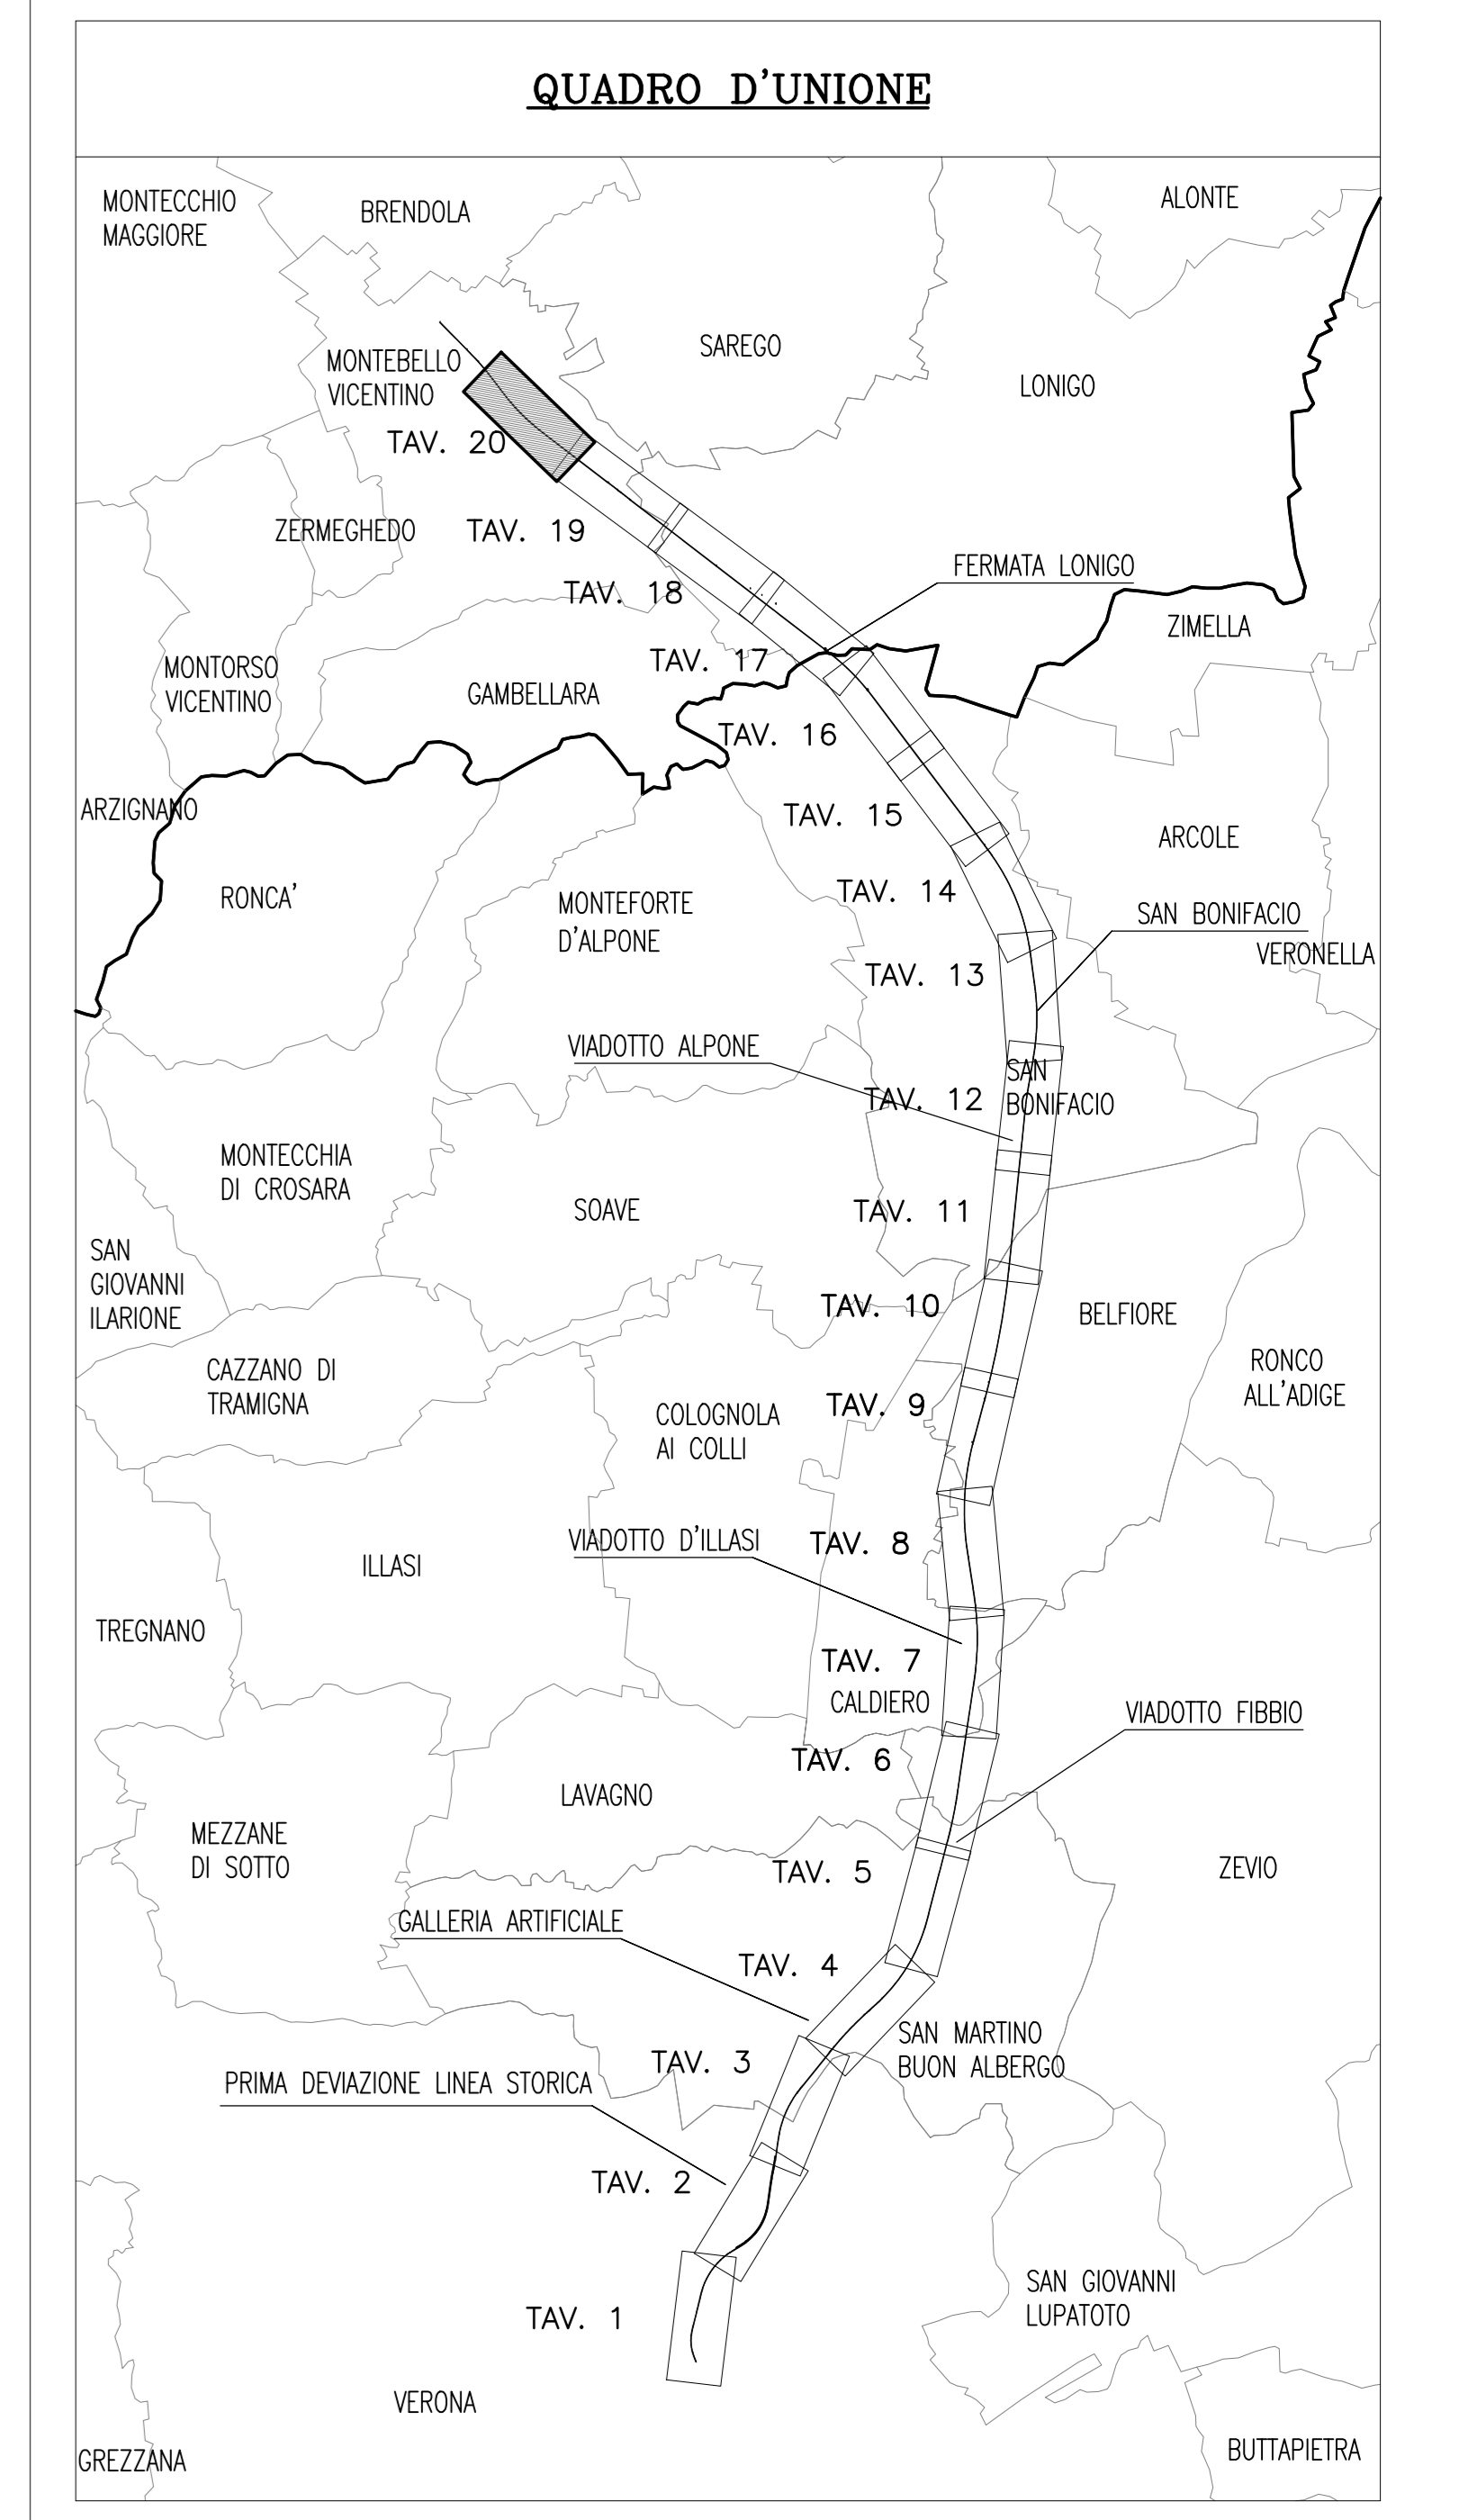 QUADRO D'UNIONE
MONTECCHIO
MAGGIORE
BRENDOLA
ALONTE
MONTEBELLO
VICENTINO
SAREGO
LONIGO
TAV. 20
ZERMEGHEDO
TAV. 19
FERMATA LONIGO
TAV. 18
ZIMELLA
MONTORSO
VICENTINO
TAV. 17
GAMBELLARA
TAV. 16
ARZIGNANO
TAV. 15
ARCOLE
RONCA'
MONTEFORTE
D'ALPONE
TAV. 14
SAN BONIFACIO
VERONELLA
TAV. 13
VIADOTTO ALPONE
SAN
BONIFACIO
TAV. 12
MONTECCHIA
DI CROSARA
SOAVE
TAV. 11
SAN
GIOVANNI
ILARIONE
TAV. 10
BELFIORE
CAZZANO DI
TRAMIGNA
RONCO
ALL'ADIGE
TAV. 9
COLOGNOLA
AI COLLI
VIADOTTO D'ILLASI
TAV. 8
ILLASI
TREGNANO
TAV. 7
CALDIERO
VIADOTTO FIBBIO
TAV. 6
LAVAGNO
MEZZANE
DI SOTTO
TAV. 5
ZEVIO
GALLERIA ARTIFICIALE
TAV. 4
SAN MARTINO
BUON ALBERGO
TAV. 3
PRIMA DEVIAZIONE LINEA STORICA
TAV. 2
SAN GIOVANNI
LUPATOTO
TAV. 1
VERONA
BUTTAPIETRA
GREZZANA